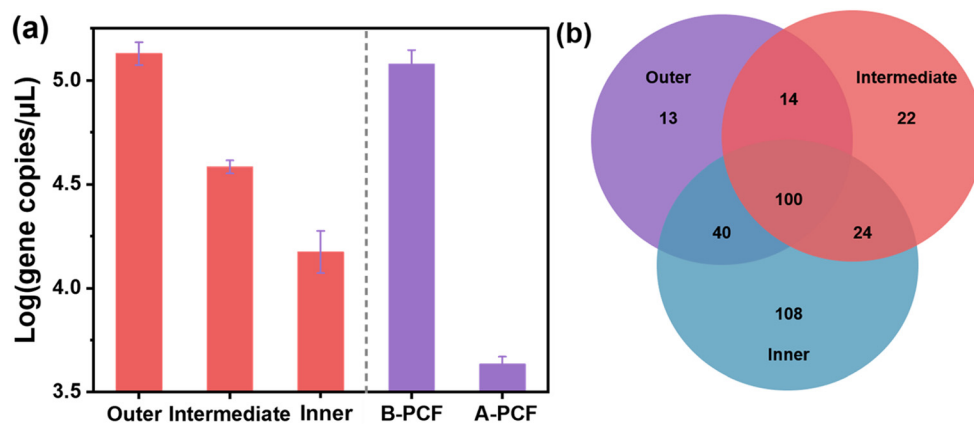 (a)
Log(gene copies/μL)
5.0
4.5
4.0
3.5
Outer Intermediate Inner B-PCF A-PCF
(b)
Outer
13
14
Intermediate
22
100
40
24
108
Inner